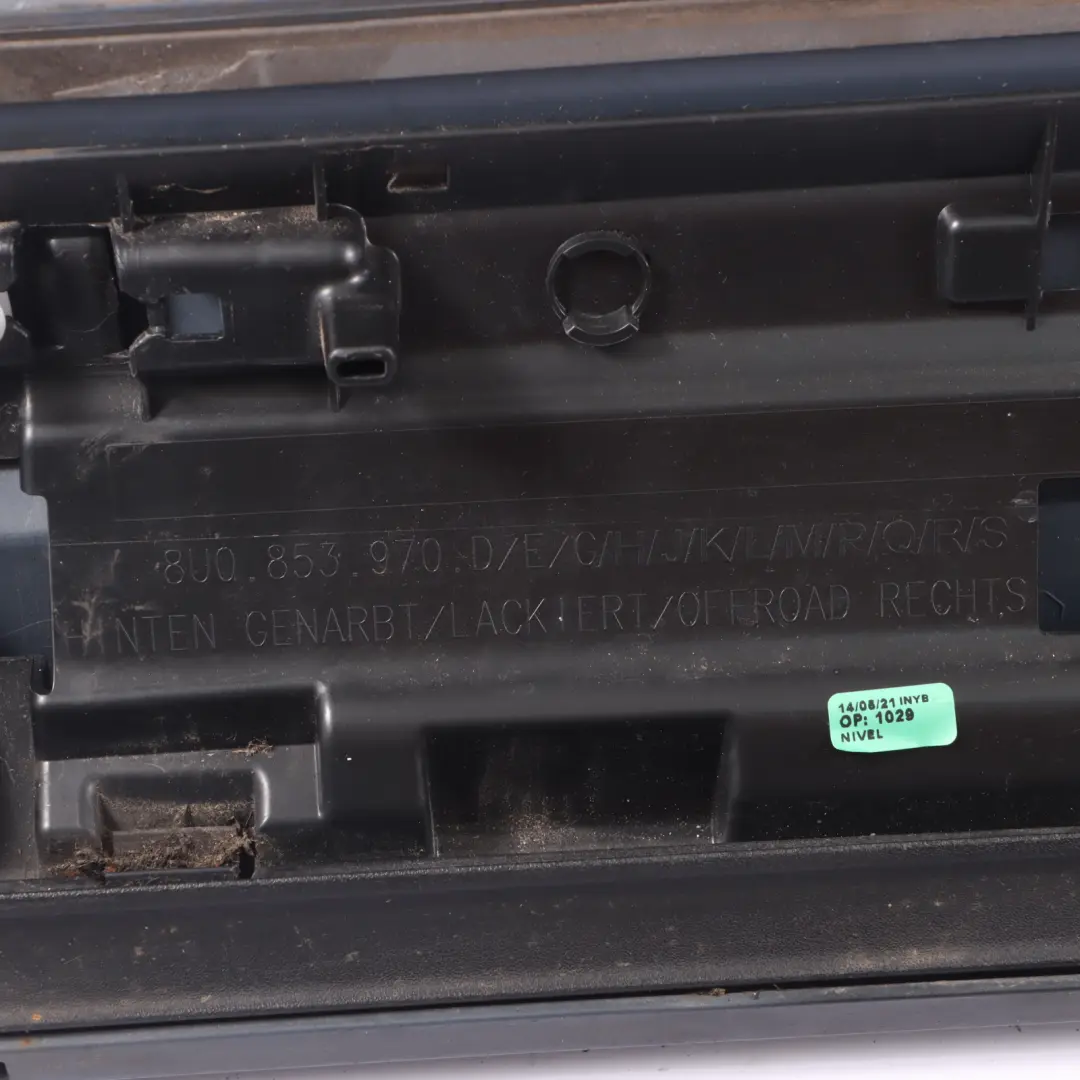 8U0.853.970.D/E/G/H/J/K/L/M/P/Q/R/S
HINTEN GENARBT/LACKIERT/OFFROAD RECHTS
14/08/21 INYB
OP: 1029
NIVEL